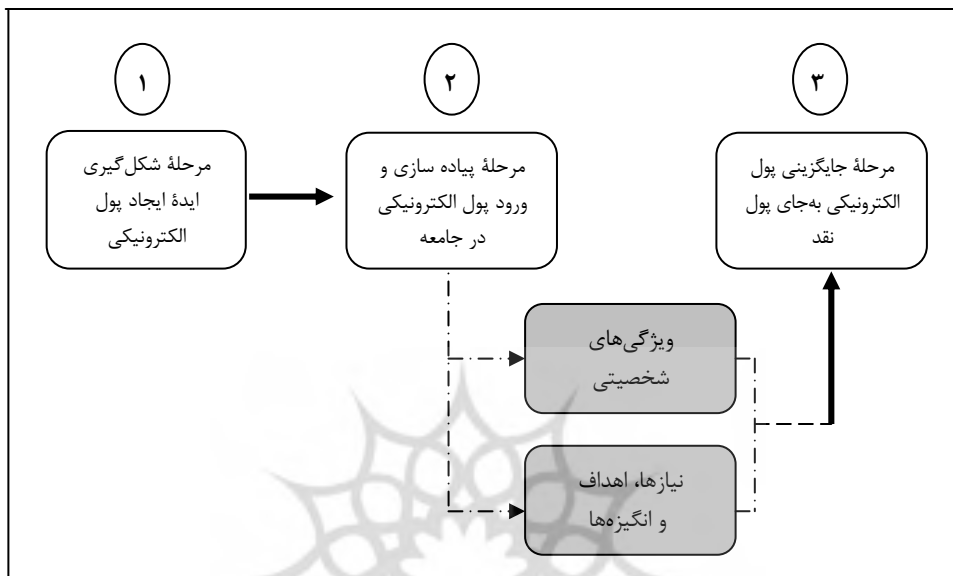 ۱
۲
۳
مرحلهٔ شکل‌گیری
ایدهٔ ایجاد پول
الکترونیکی
مرحلهٔ پیاده سازی و
ورود پول الکترونیکی
در جامعه
مرحلهٔ جایگزینی پول
الکترونیکی به‌جای پول
نقد
ویژگی‌های
شخصیتی
نیازها، اهداف
و انگیزه‌ها